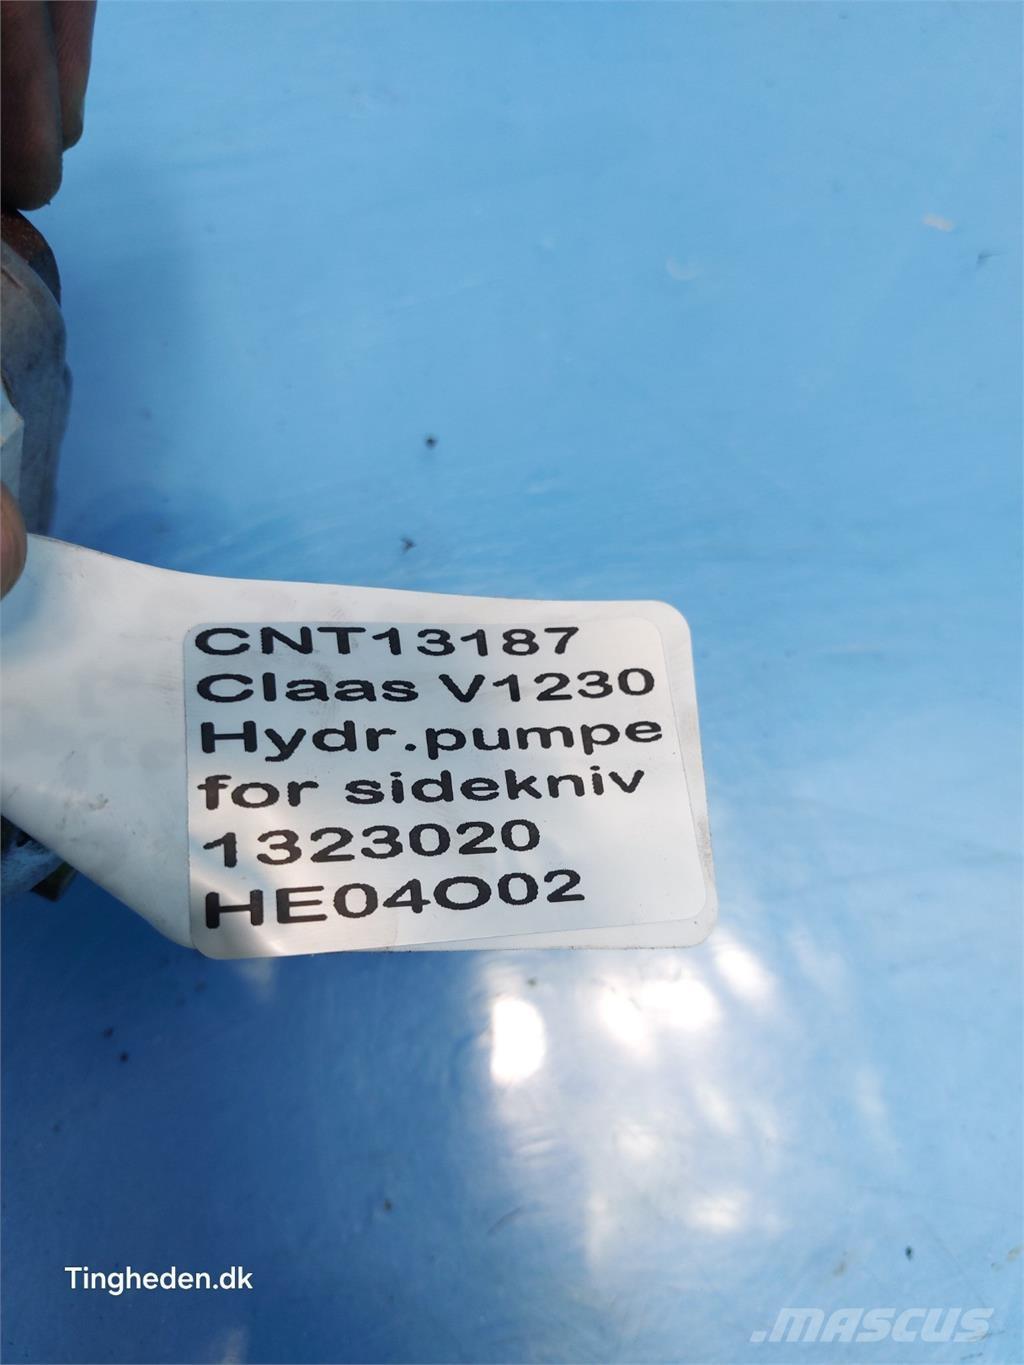 CNT13187
Claas V1230
Hydr.pumpe
for sidekniv
1323020
HE04O02
Tingheden.dk
.mascus